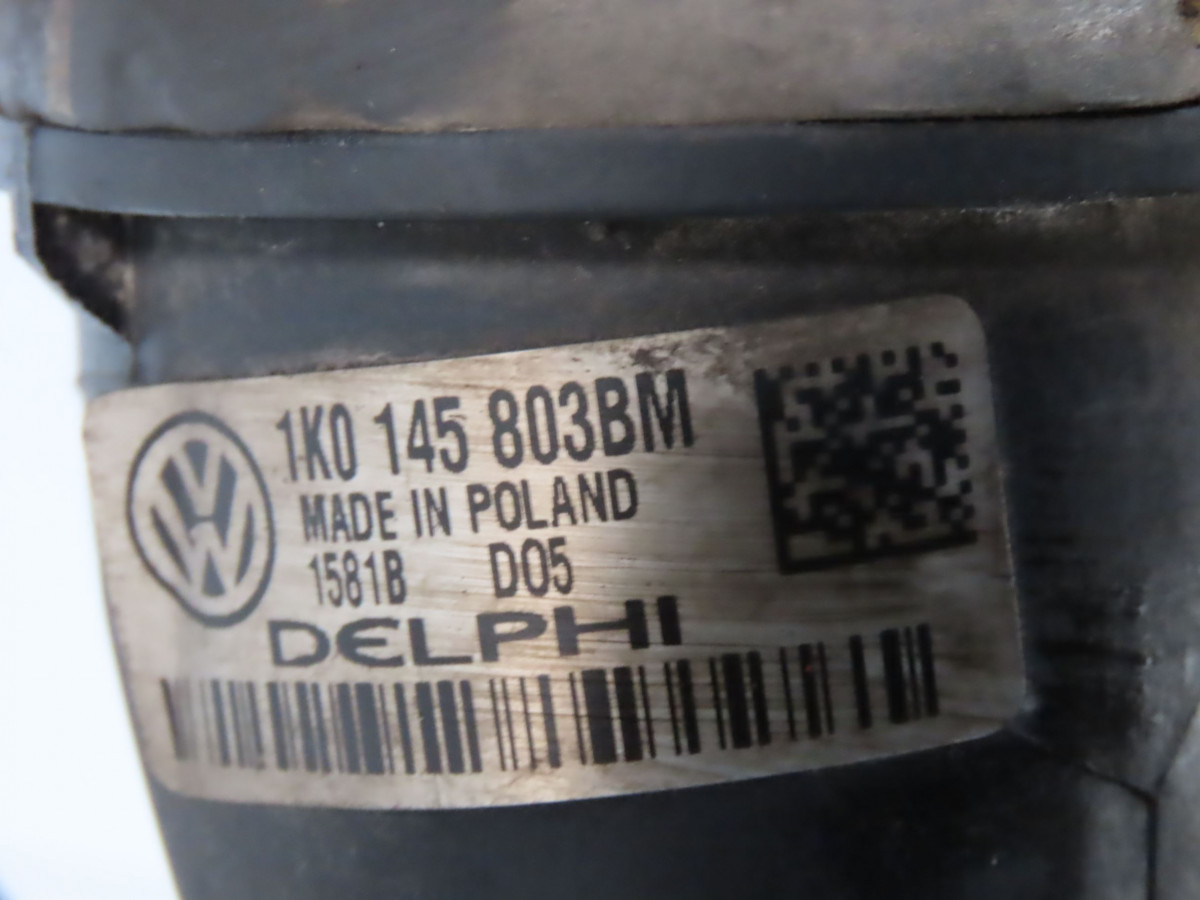 1K0 145 803BM
MADE IN POLAND
1581B D05
DELPHI